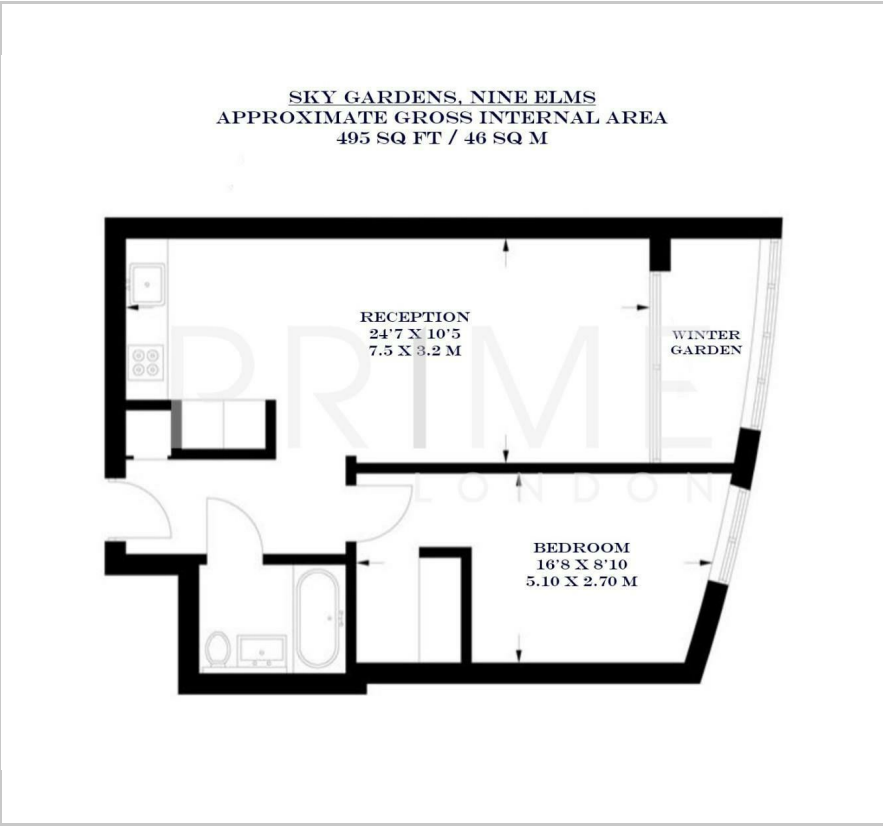 SKY GARDENS, NINE ELMS
APPROXIMATE GROSS INTERNAL AREA
495 SQ FT / 46 SQ M
RECEPTION
24'7 X 10'5
7.5 X 3.2 M
WINTER
GARDEN
PRIME
LONDON
BEDROOM
16'8 X 8'10
5.10 X 2.70 M